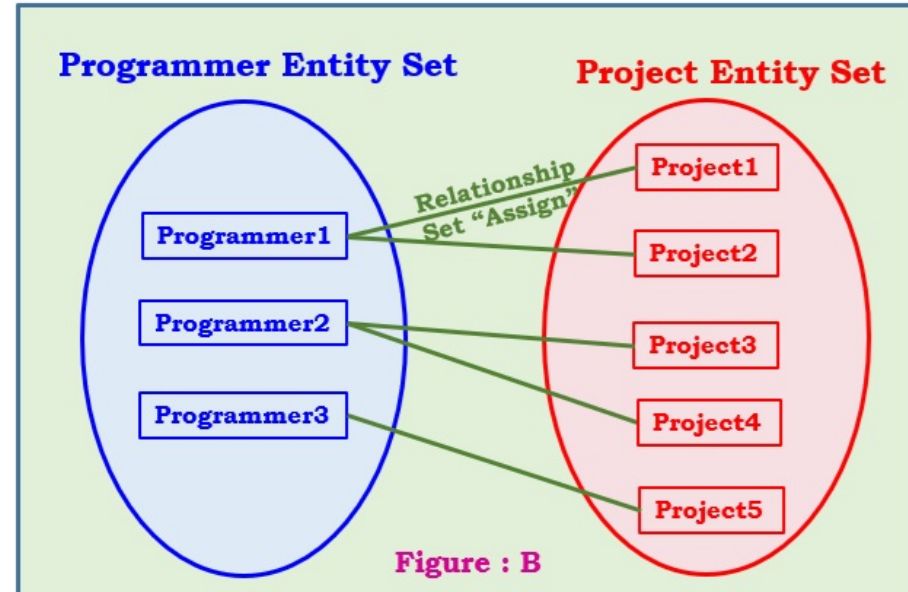 Programmer Entity Set
Project Entity Set
Relationship
Set “Assign”
Programmer1
Programmer2
Programmer3
Project1
Project2
Project3
Project4
Project5
Figure : B